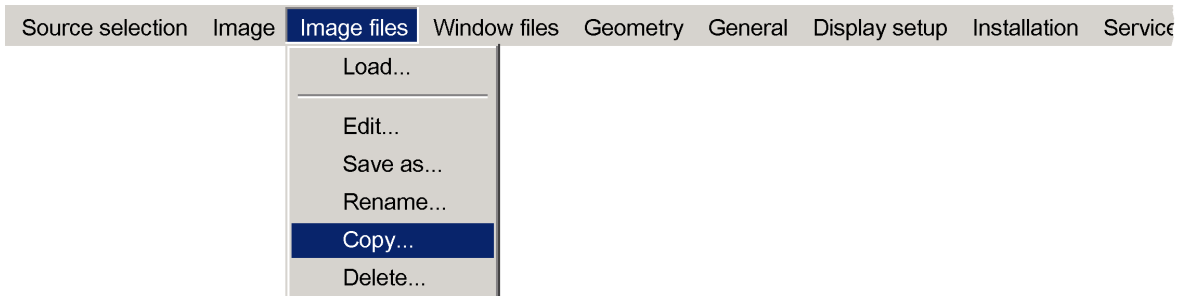 Source selection Image Image files Window files Geometry General Display setup Installation Service
Load...
Edit...
Save as...
Rename...
Copy...
Delete...